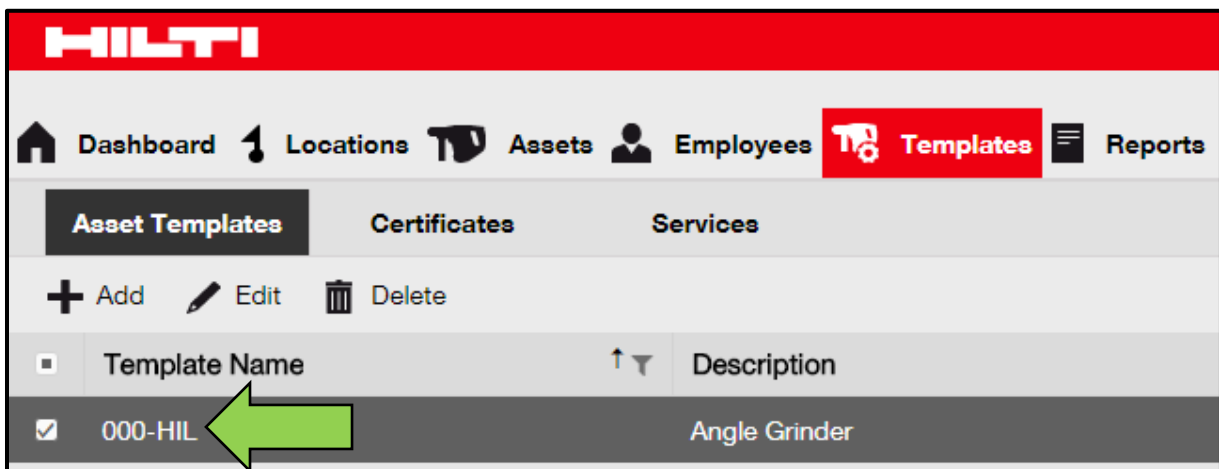 HILTI
Dashboard Locations Assets Employees Templates Reports
Asset Templates Certificates Services
Add Edit Delete
Template Name Description
000-HIL Angle Grinder